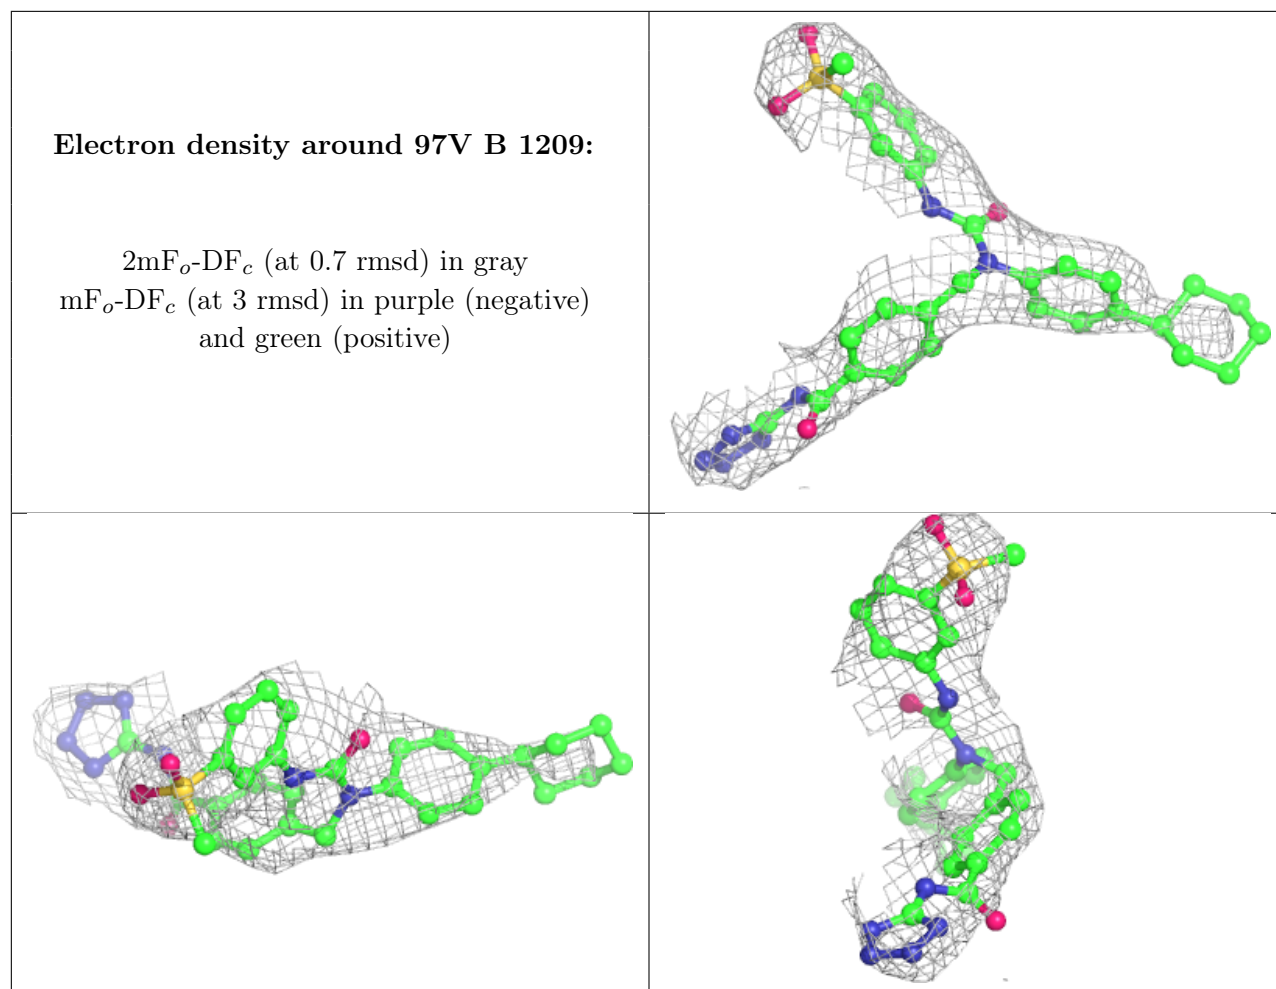 Electron density around 97V B 1209:
2mFo-DFc (at 0.7 rmsd) in gray
mFo-DFc (at 3 rmsd) in purple (negative)
and green (positive)